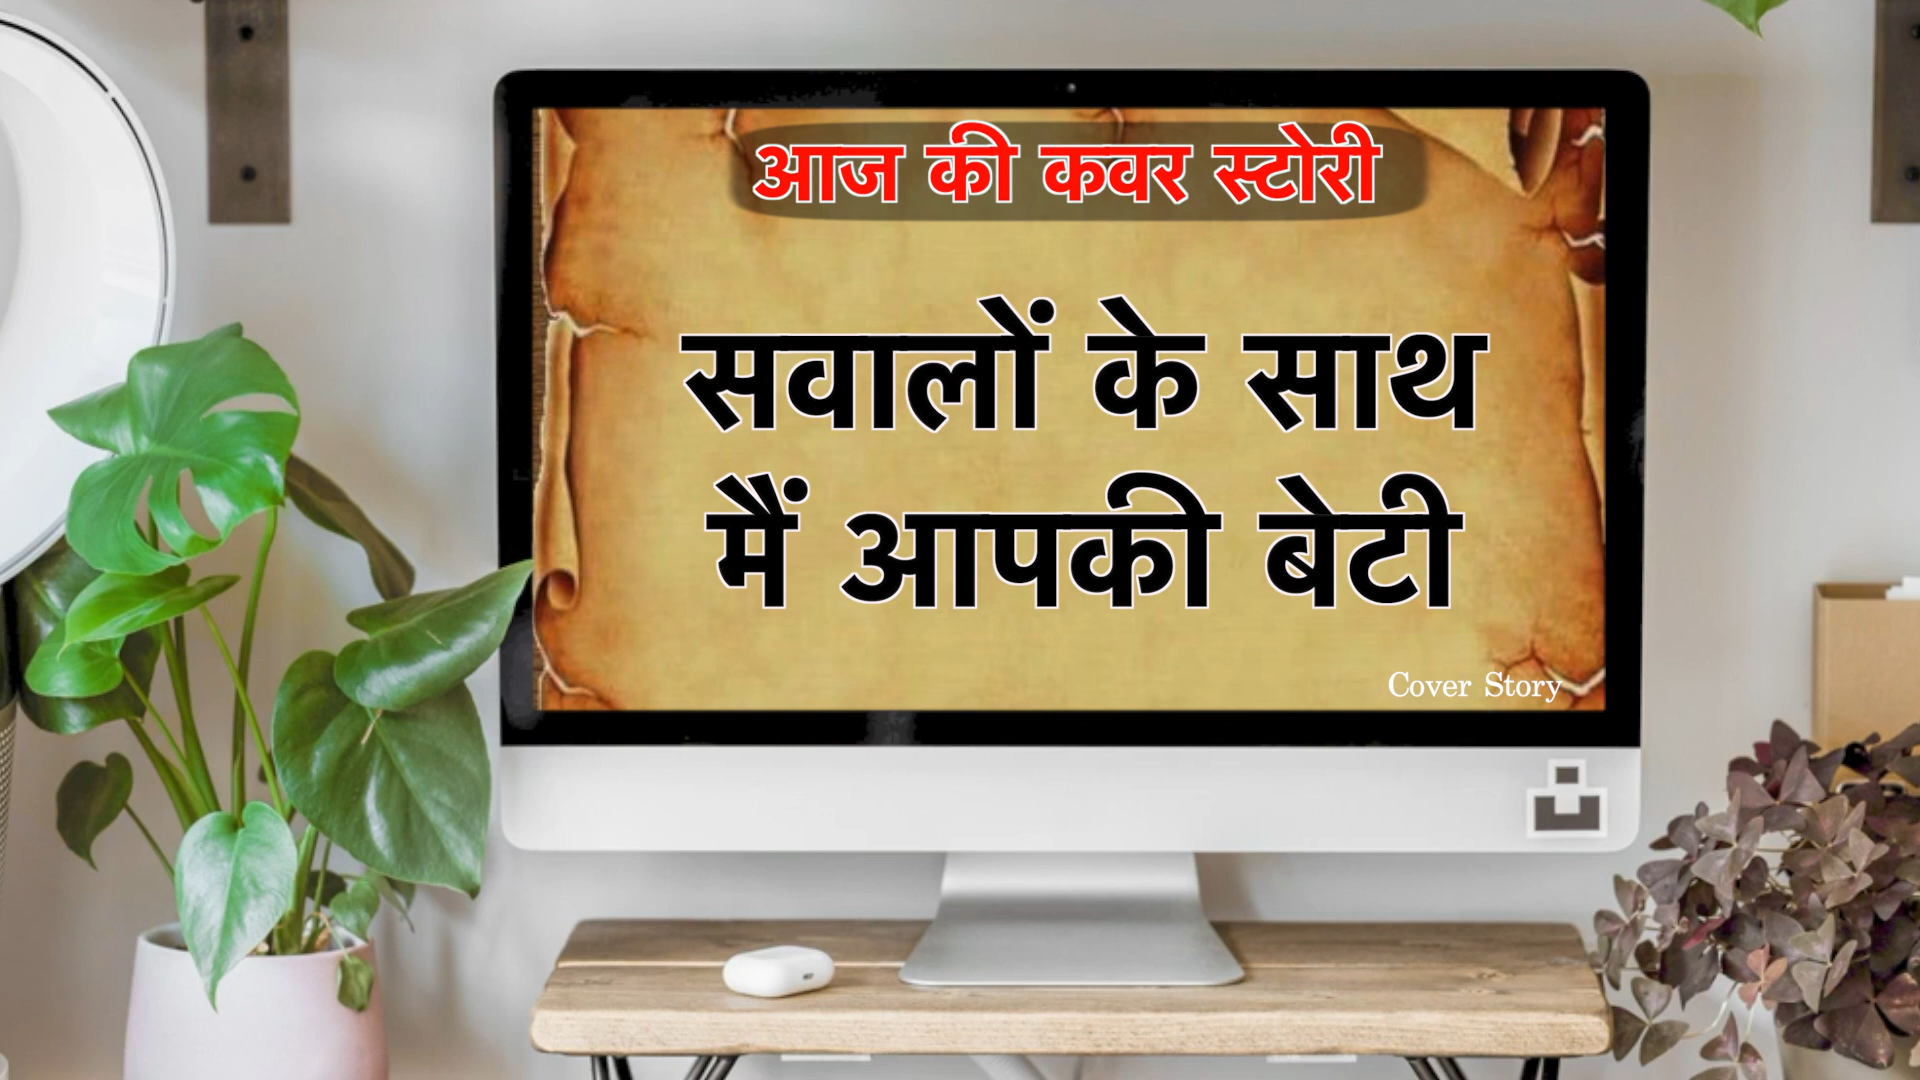 आज की कवर स्टोरी
सवालों के साथ
मैं आपकी बेटी
Cover Story